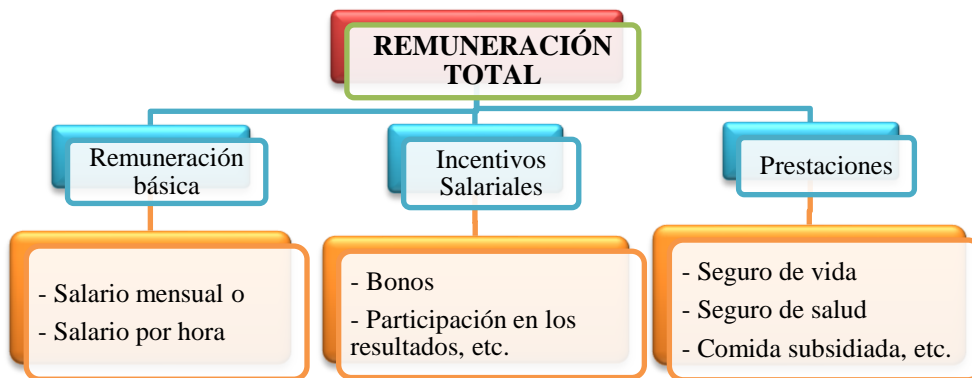 REMUNERACIÓN
TOTAL
Remuneración
básica
Incentivos
Salariales
Prestaciones
- Salario mensual o
- Salario por hora
- Bonos
- Participación en los
resultados, etc.
- Seguro de vida
- Seguro de salud
- Comida subsidiada, etc.